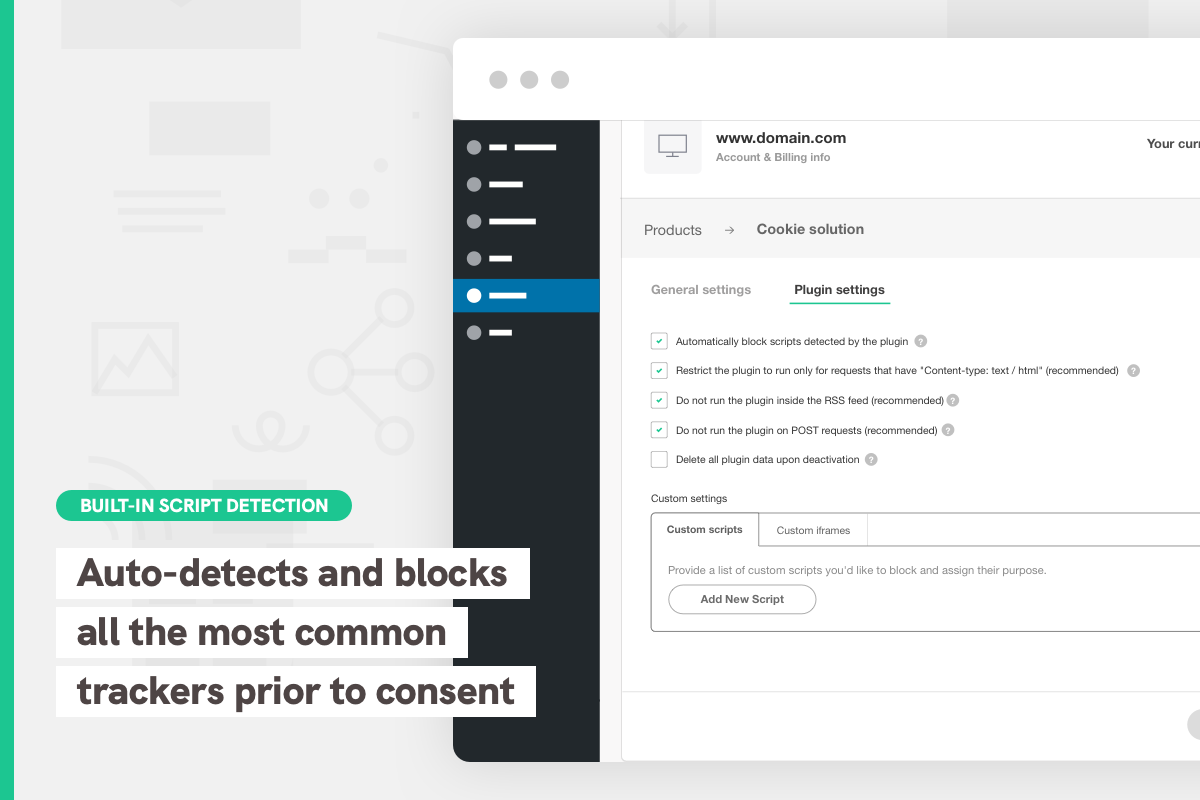 www.domain.com
Account & Billing info
Your curr
Products → Cookie solution
General settings
Plugin settings
Automatically block scripts detected by the plugin ?
Restrict the plugin to run only for requests that have "Content-type: text / html" (recommended) ?
Do not run the plugin inside the RSS feed (recommended) ?
Do not run the plugin on POST requests (recommended) ?
Delete all plugin data upon deactivation ?
Custom settings
Custom scripts
Custom iframes
Provide a list of custom scripts you'd like to block and assign their purpose.
Add New Script
BUILT-IN SCRIPT DETECTION
Auto-detects and blocks
all the most common
trackers prior to consent